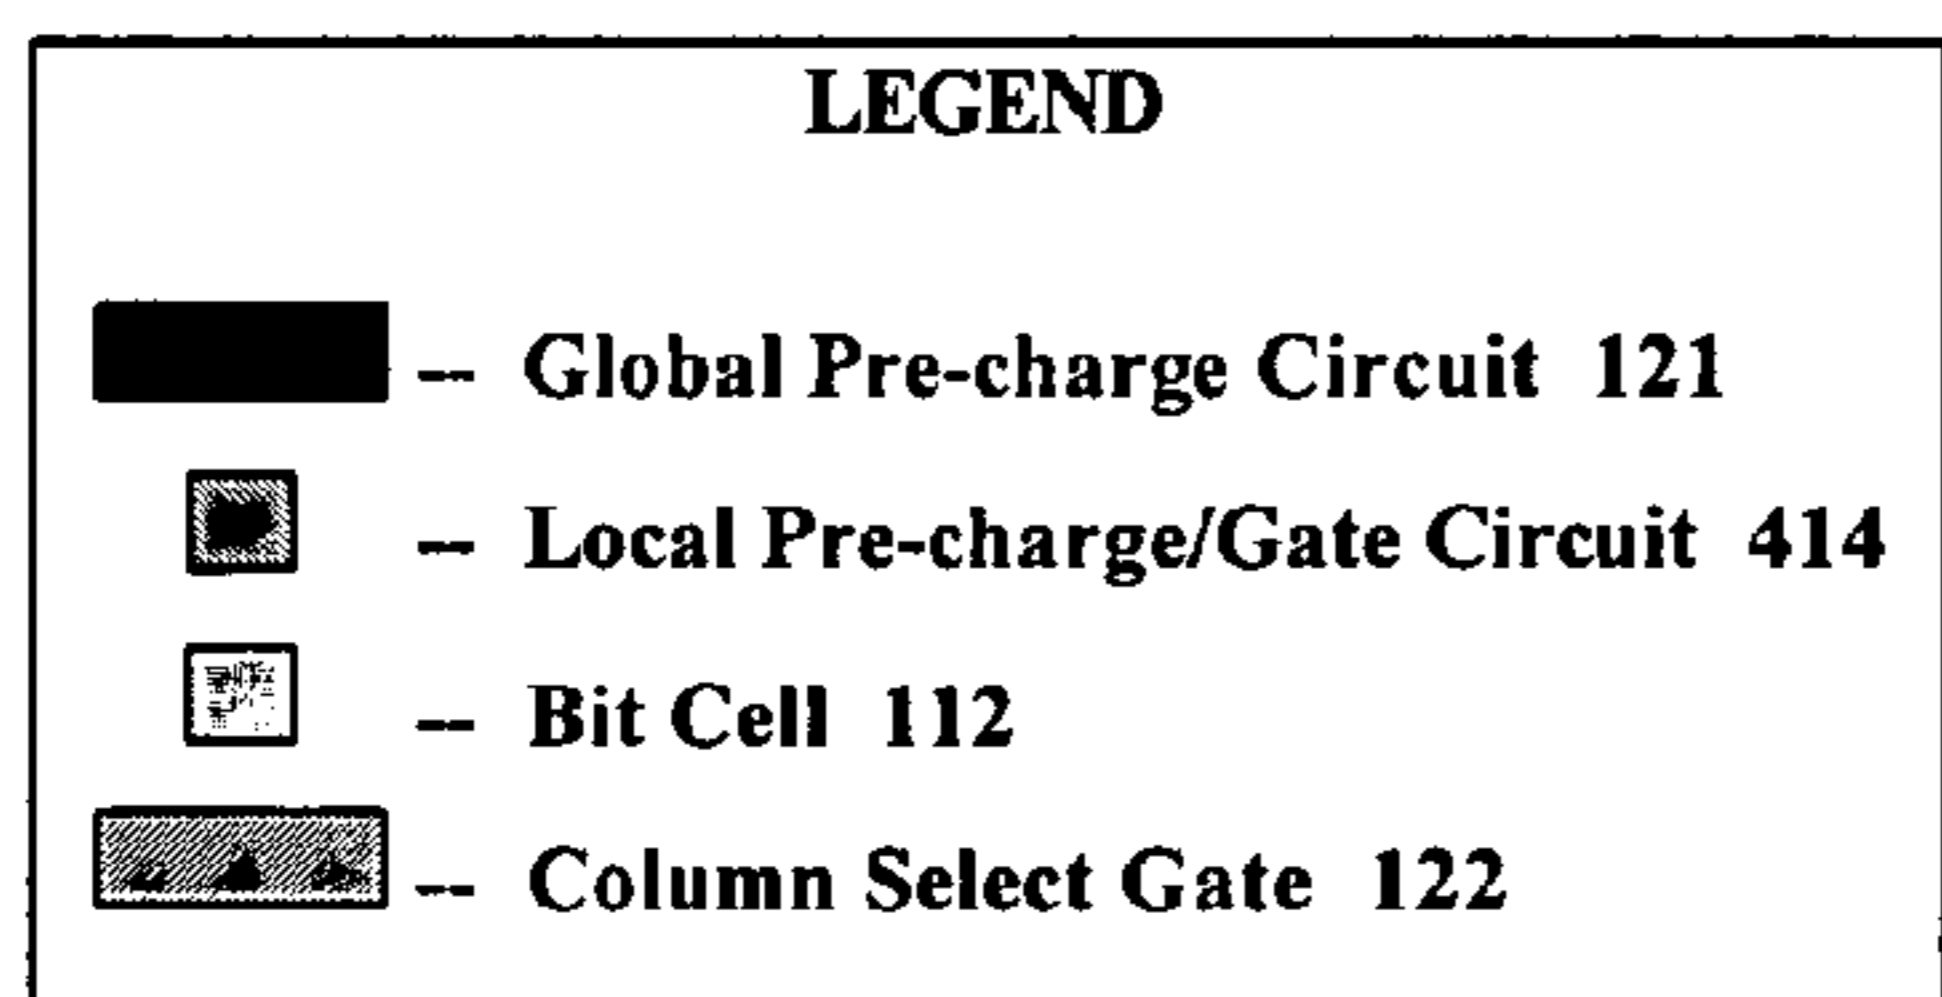 LEGEND
-- Global Pre-charge Circuit 121
-- Local Pre-charge/Gate Circuit 414
-- Bit Cell 112
-- Column Select Gate 122